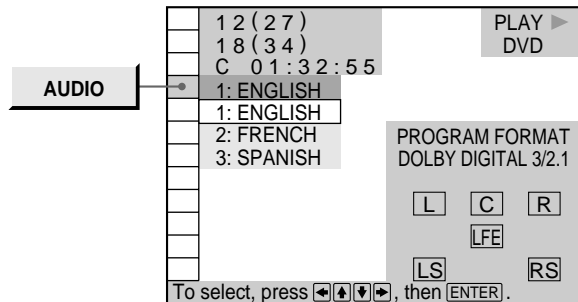 12(27)
18(34)
C 01:32:55
PLAY ▶
DVD
AUDIO
1: ENGLISH
1: ENGLISH
2: FRENCH
3: SPANISH
PROGRAM FORMAT
DOLBY DIGITAL 3/2.1
L C R
LFE
LS RS
To select, press ←↑↓→, then ENTER.